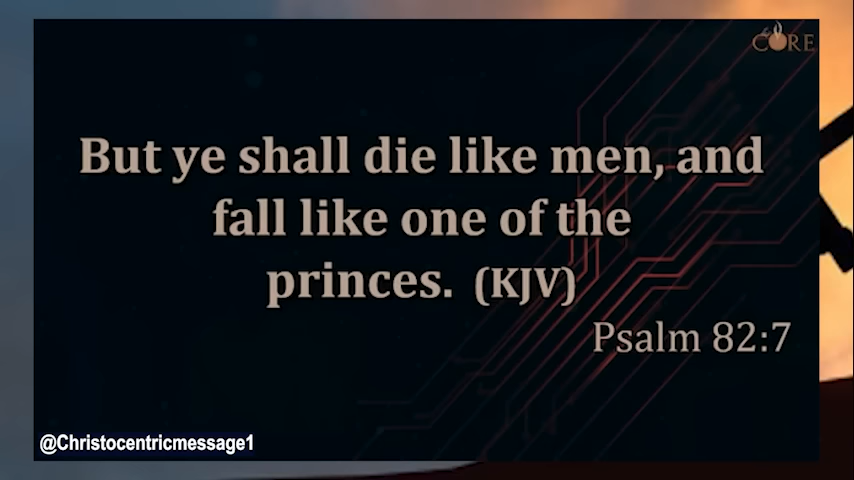 CORE
But ye shall die like men, and
fall like one of the
princes. (KJV)
Psalm 82:7
@Christocentricmessage1